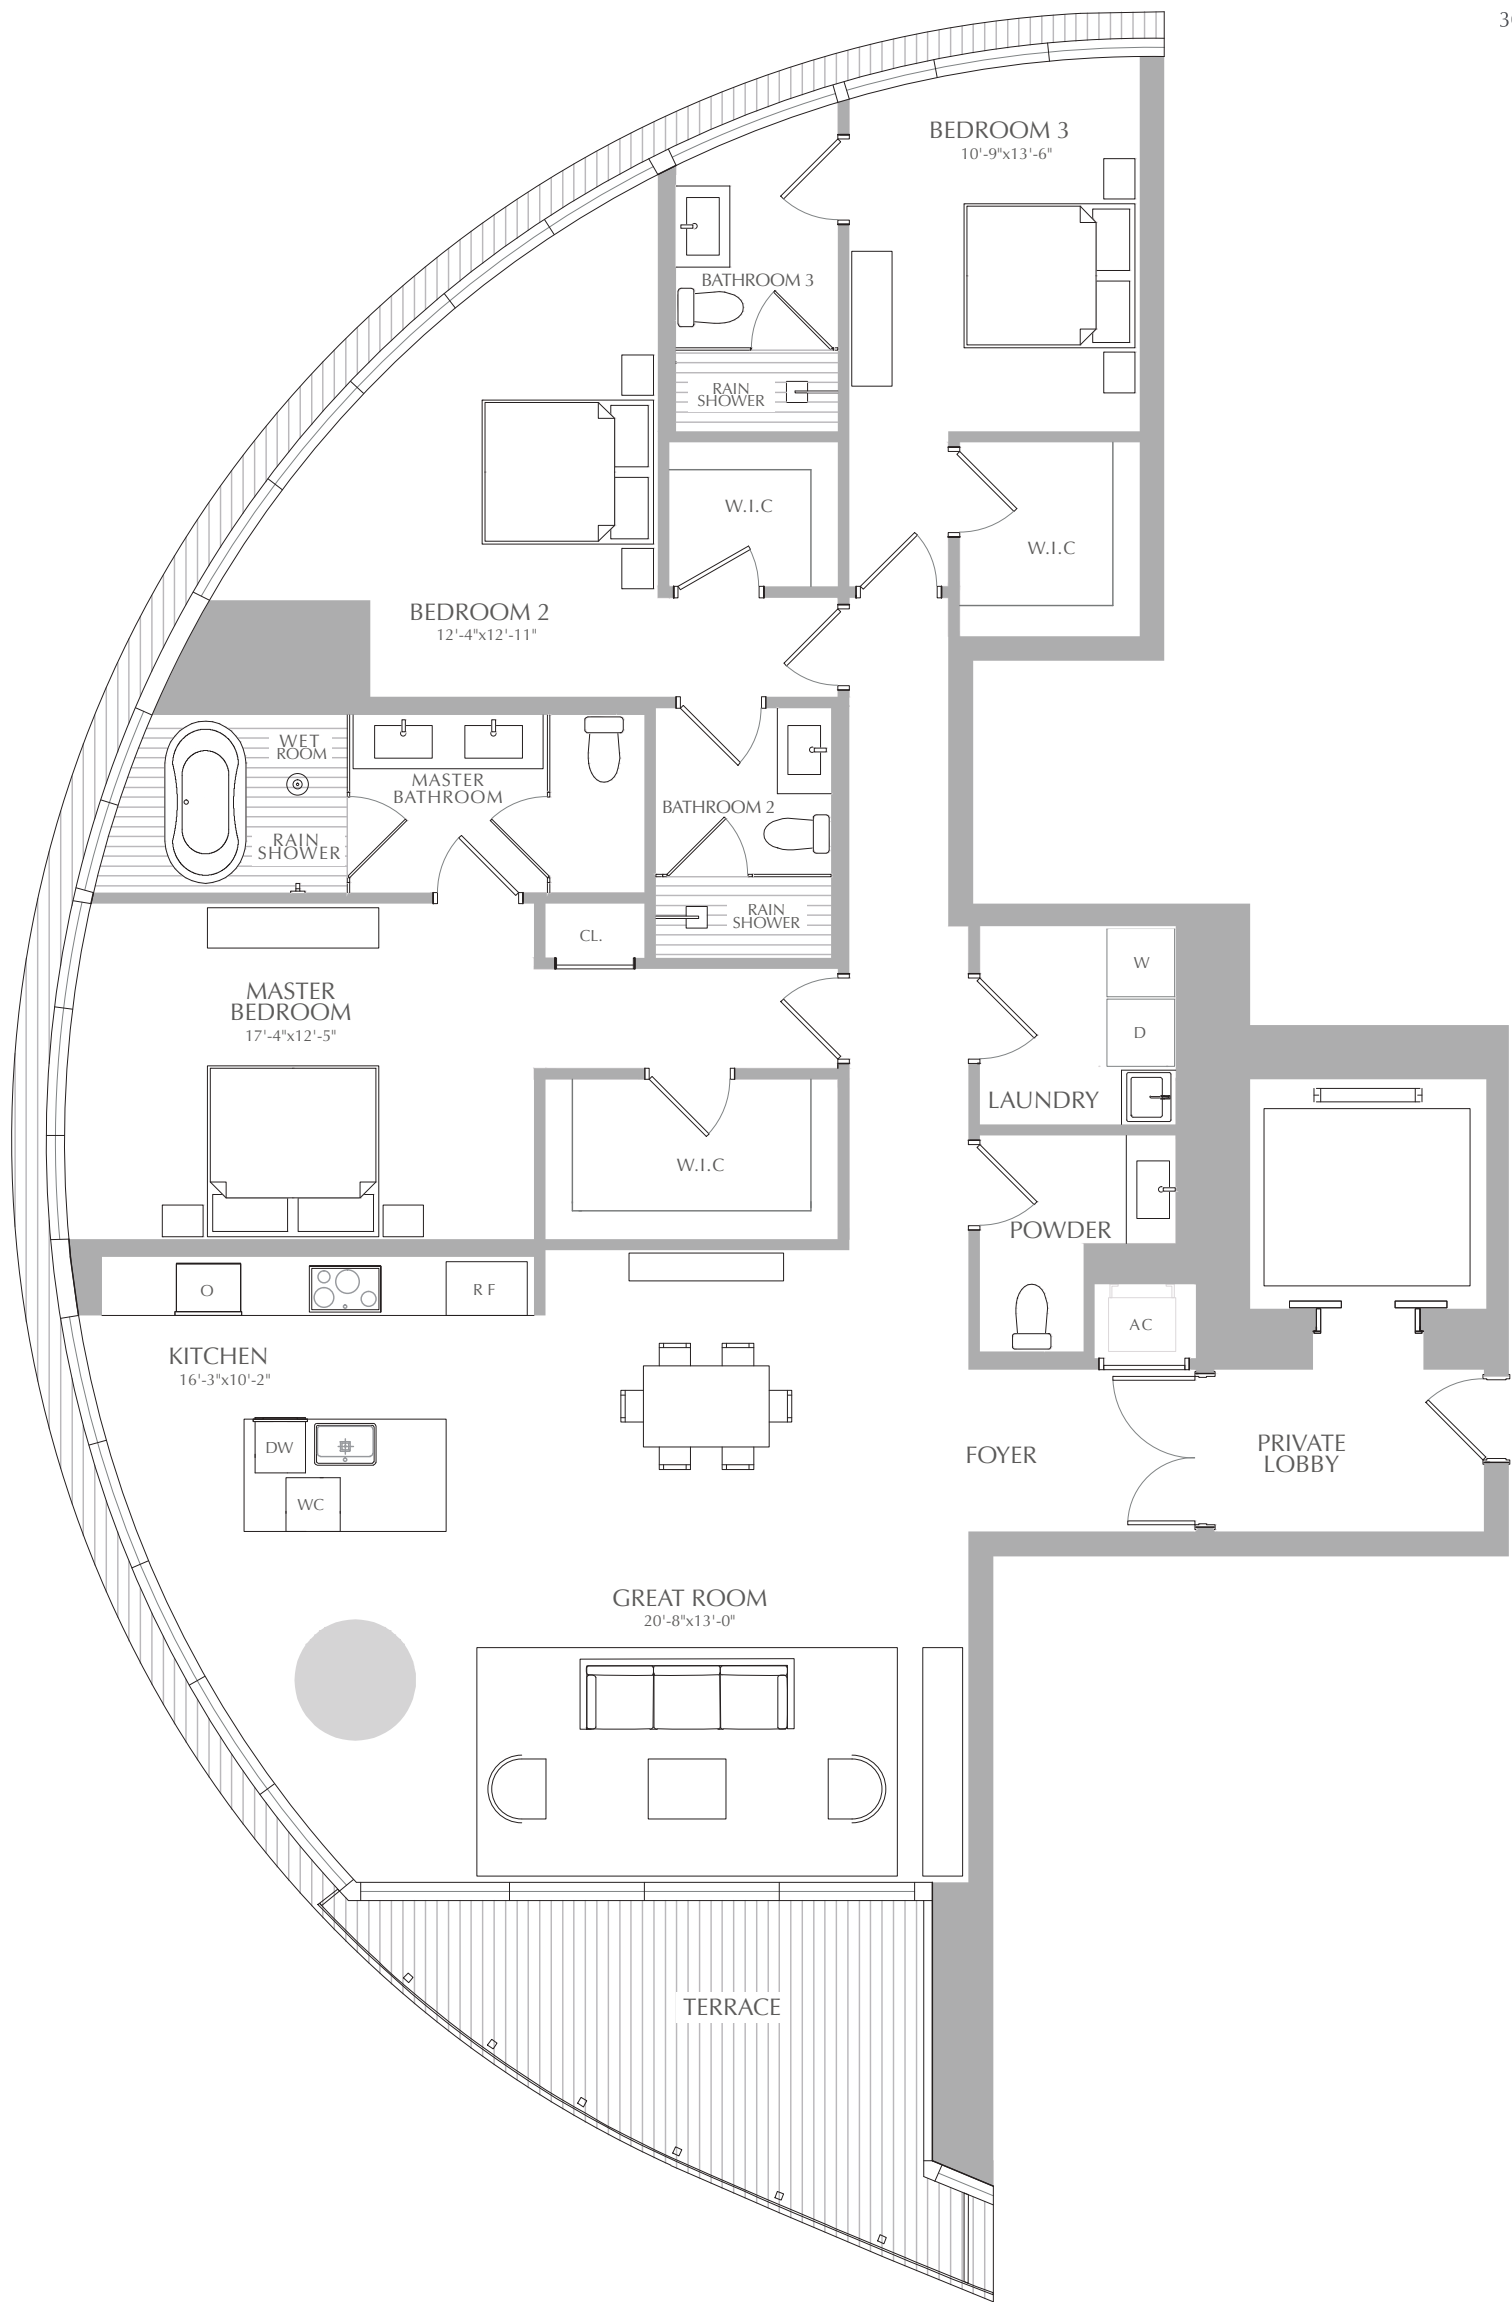 BEDROOM 3
10'-9"x13'-6"
BATHROOM 3
RAIN
SHOWER
W.I.C
W.I.C
BEDROOM 2
12'-4"x12'-11"
WET
ROOM
MASTER
BATHROOM
RAIN
SHOWER
BATHROOM 2
RAIN
SHOWER
CL.
W
D
LAUNDRY
MASTER
BEDROOM
17'-4"x12'-5"
W.I.C
POWDER
AC
O
R F
KITCHEN
16'-3"x10'-2"
DW
WC
FOYER
PRIVATE
LOBBY
GREAT ROOM
20'-8"x13'-0"
TERRACE